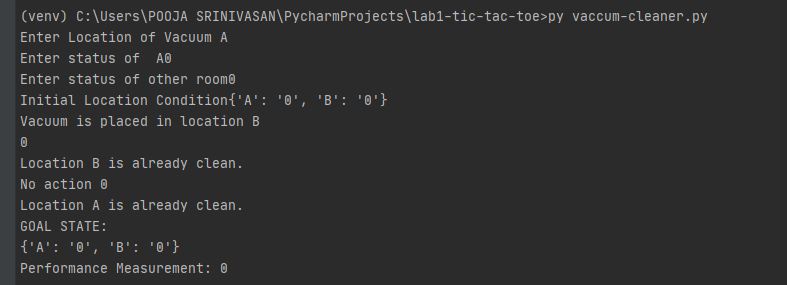 (venv) C:\Users\POOJA SRINIVASAN\PycharmProjects\lab1-tic-tac-toe>py vaccum-cleaner.py
Enter Location of Vacuum A
Enter status of  A0
Enter status of other room0
Initial Location Condition{'A': '0', 'B': '0'}
Vacuum is placed in location B
0
Location B is already clean.
No action 0
Location A is already clean.
GOAL STATE:
{'A': '0', 'B': '0'}
Performance Measurement: 0